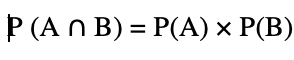 P (A ∩ B) = P(A) × P(B)